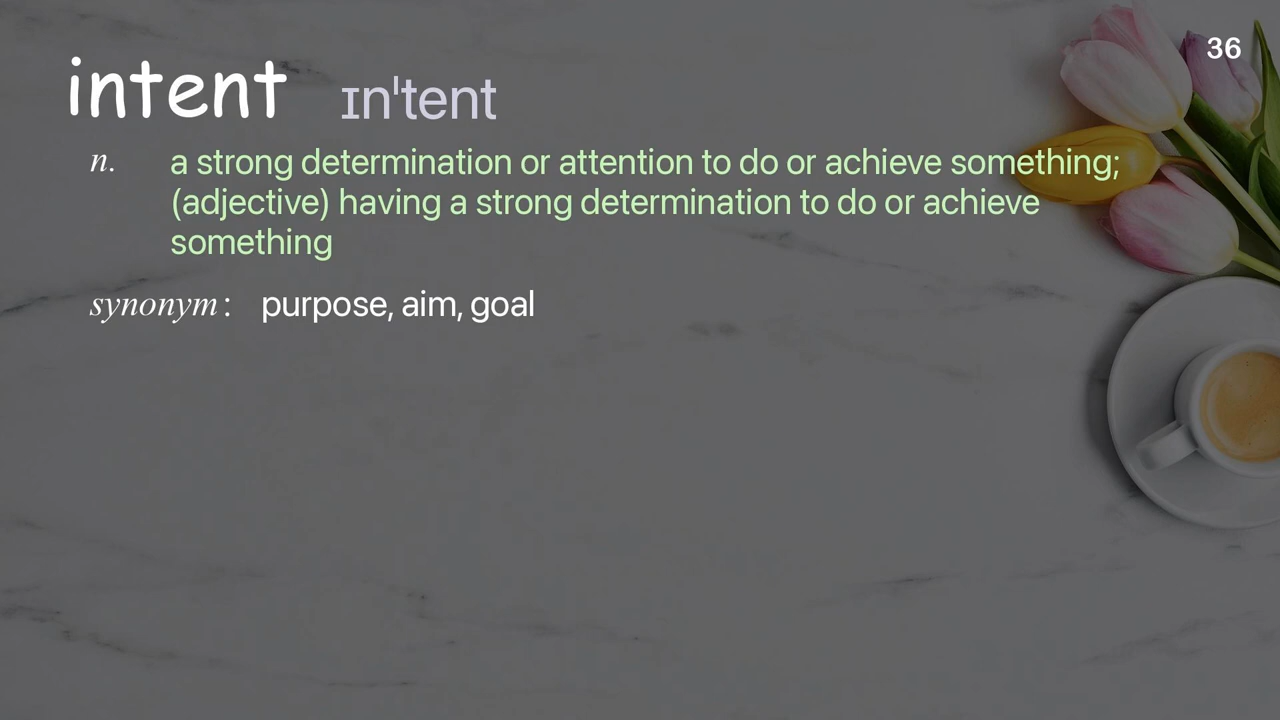 36
intent ɪn'tent
n. a strong determination or attention to do or achieve something;
(adjective) having a strong determination to do or achieve
something
synonym: purpose, aim, goal